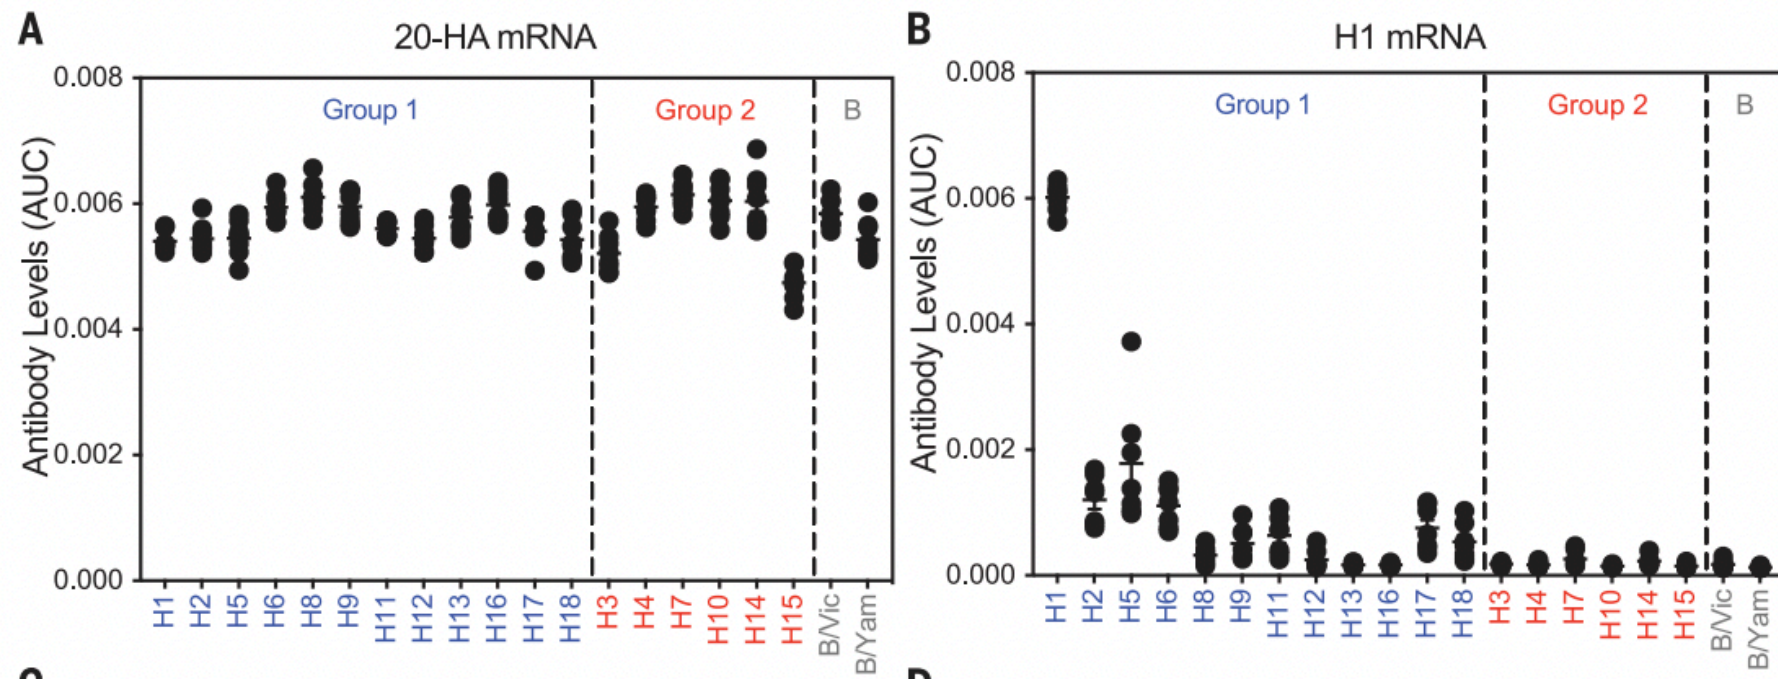 A
20-HA mRNA
Antibody Levels (AUC)
0.008
0.006
0.004
0.002
0.000
Group 1
Group 2
B
H1
H2
H5
H6
H8
H9
H11
H12
H13
H16
H17
H18
H3
H4
H7
H10
H14
H15
B/Vic
B/Yam
B
H1 mRNA
Antibody Levels (AUC)
0.008
0.006
0.004
0.002
0.000
Group 1
Group 2
B
H1
H2
H5
H6
H8
H9
H11
H12
H13
H16
H17
H18
H3
H4
H7
H10
H14
H15
B/Vic
B/Yam